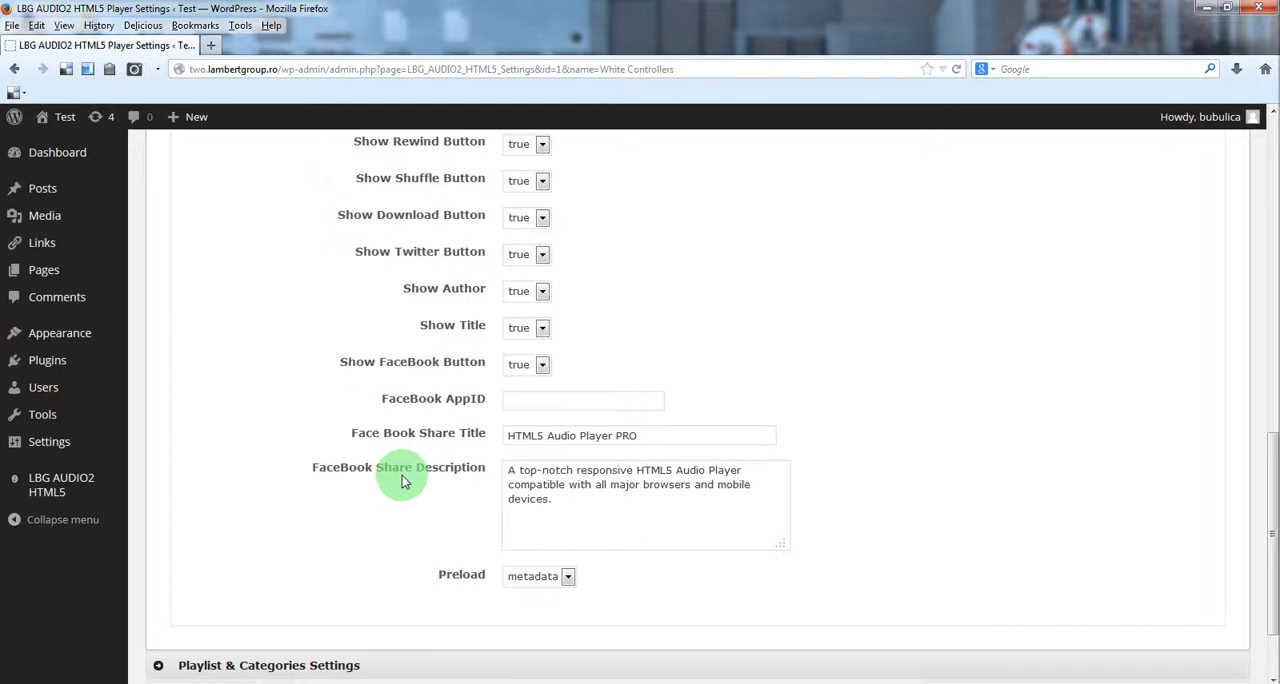 LBG AUDIO2 HTML5 Player Settings ‹ Test — WordPress - Mozilla Firefox
File Edit View History Delicious Bookmarks Tools Help
LBG AUDIO2 HTML5 Player Settings ‹ Te...
two.lambertgroup.ro/wp-admin/admin.php?page=LBG_AUDIO2_HTML5_Settings&id=1&name=White Controllers
Google
Test 4 0 New Howdy, bubulica
Dashboard
Posts
Media
Links
Pages
Comments
Appearance
Plugins
Users
Tools
Settings
LBG AUDIO2
HTML5
Collapse menu
Show Rewind Button true
Show Shuffle Button true
Show Download Button true
Show Twitter Button true
Show Author true
Show Title true
Show FaceBook Button true
FaceBook AppID
Face Book Share Title HTML5 Audio Player PRO
FaceBook Share Description A top-notch responsive HTML5 Audio Player
compatible with all major browsers and mobile
devices.
Preload metadata
Playlist & Categories Settings